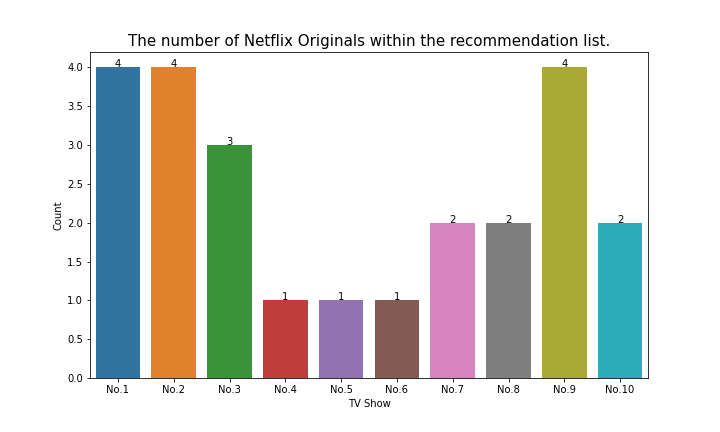 The number of Netflix Originals within the recommendation list.
4 4 3 1 1 1 2 2 4 2
4.0
3.5
3.0
2.5
2.0
1.5
1.0
0.5
0.0
Count
No.1 No.2 No.3 No.4 No.5 No.6 No.7 No.8 No.9 No.10
TV Show